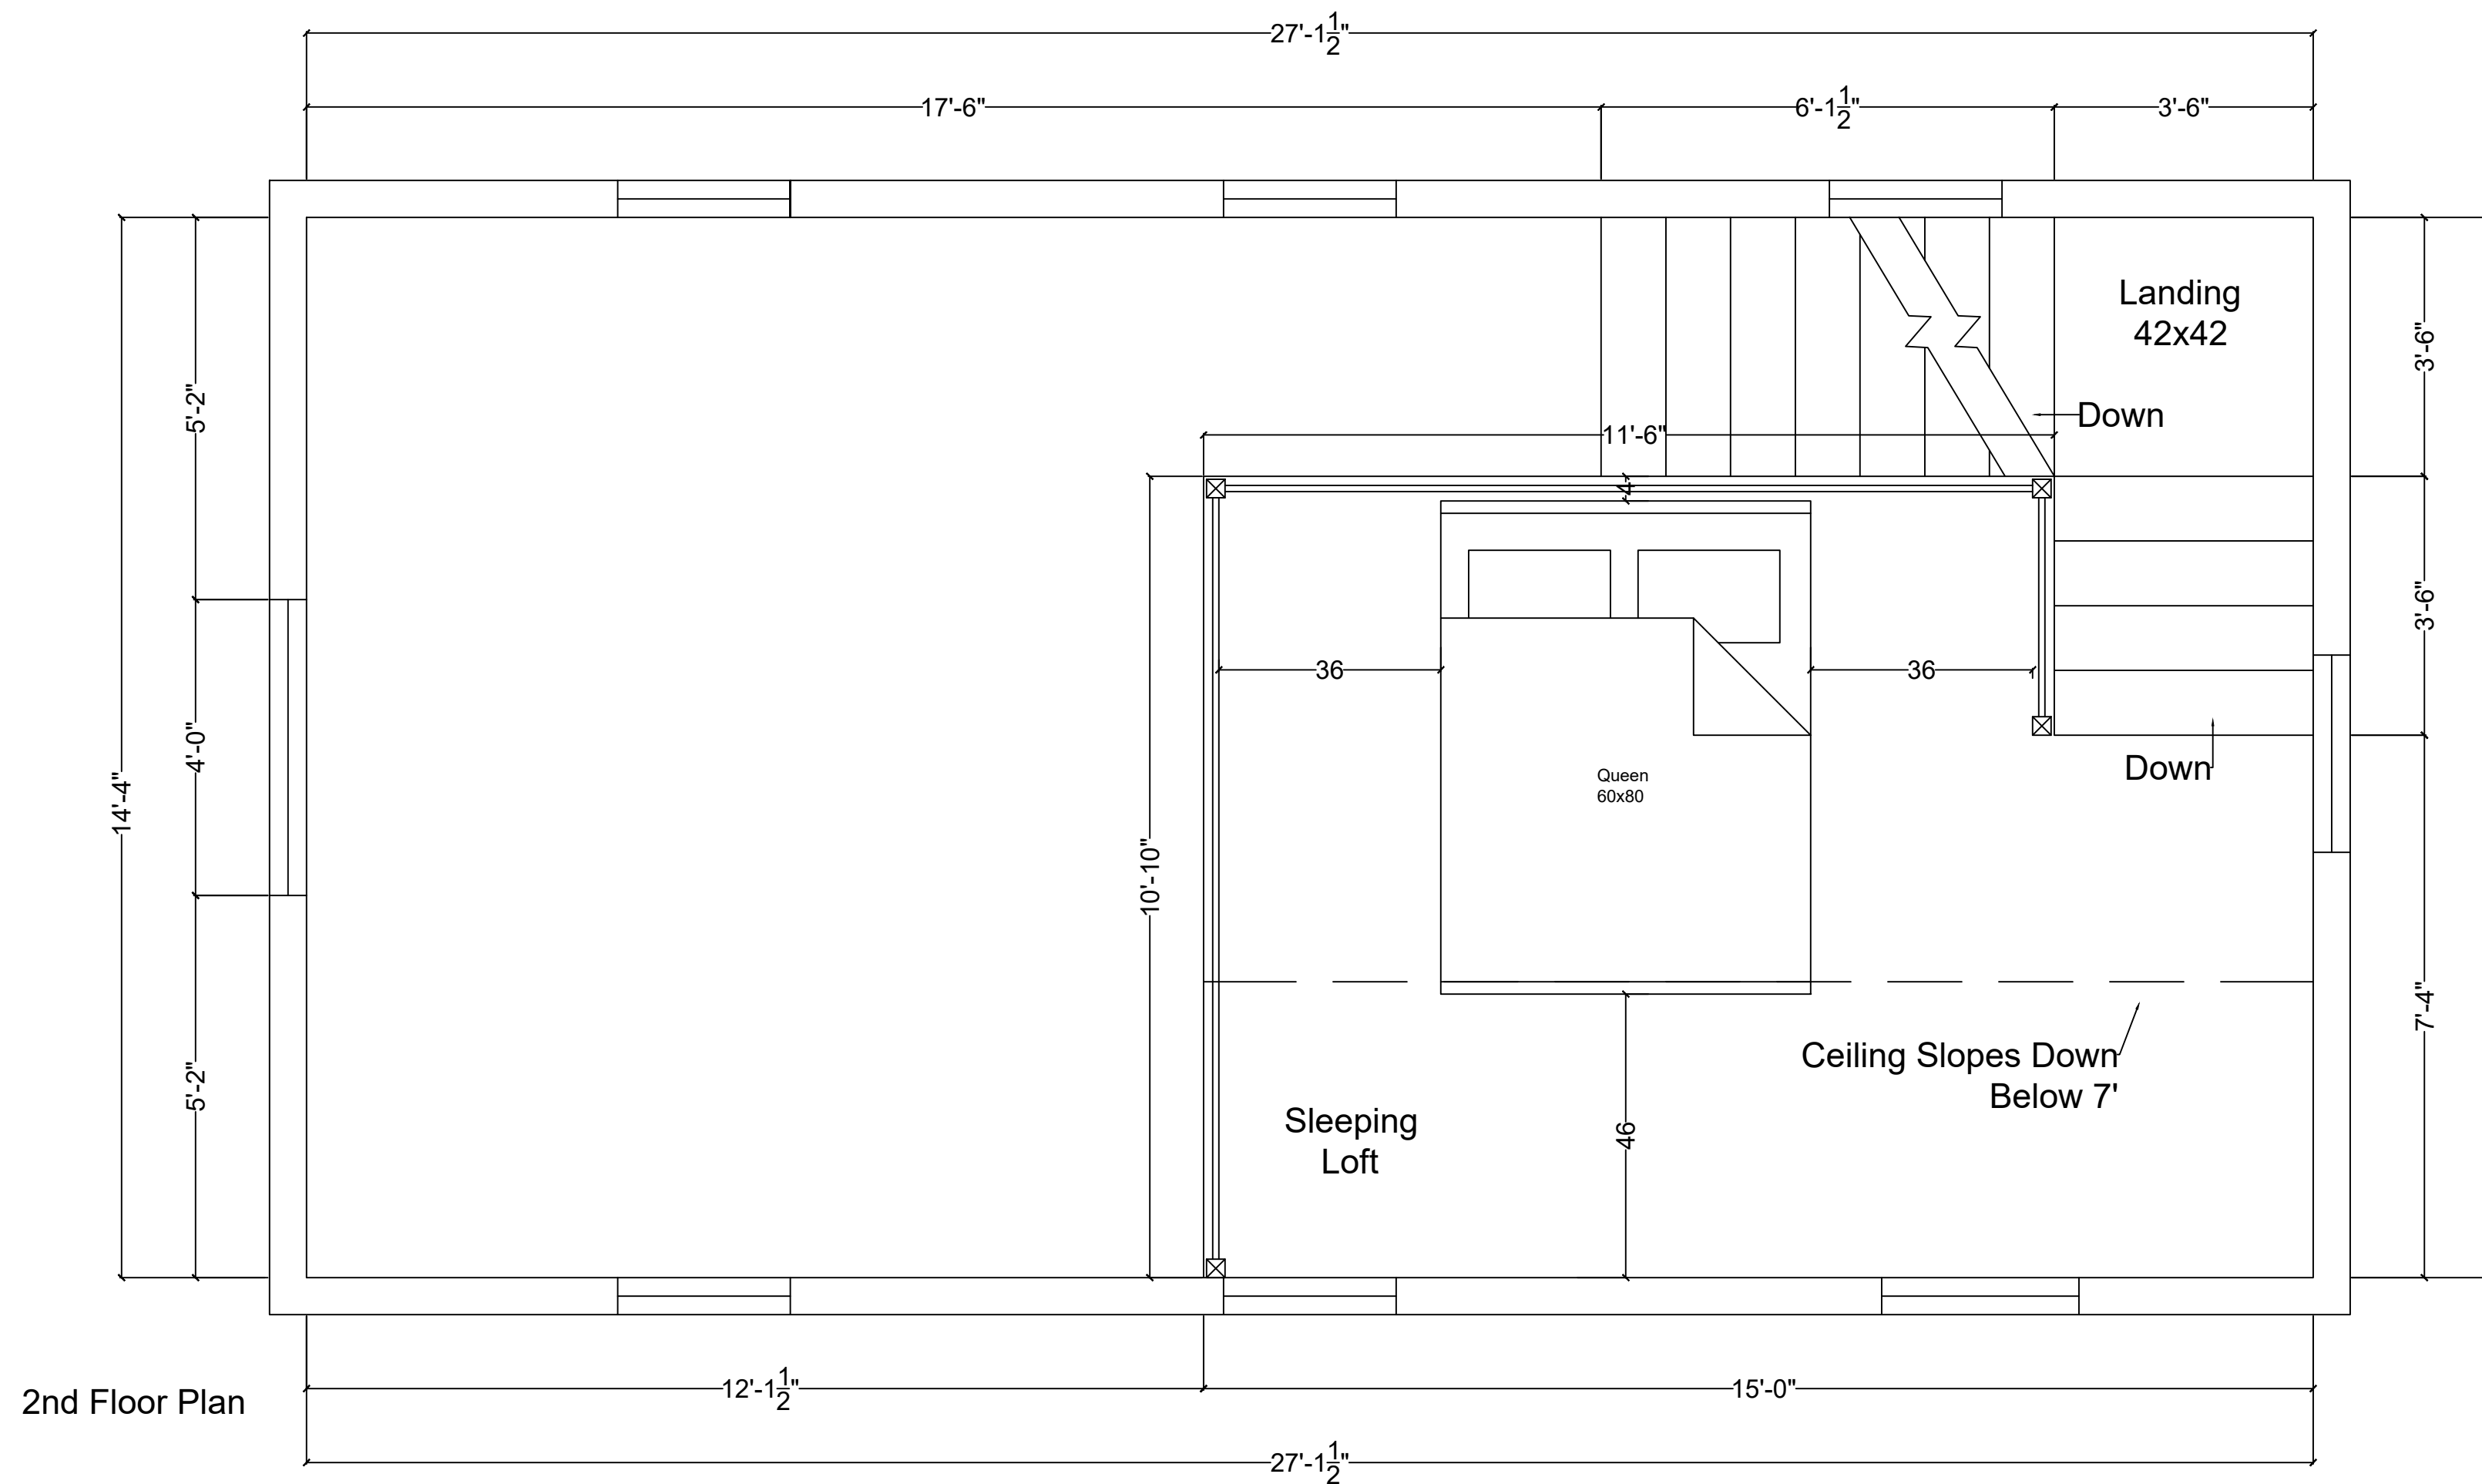 27'-1 1/2"
17'-6"
6'-1 1/2"
3'-6"
Landing
42x42
3'-6"
5'-2"
Down
11'-6"
4
3'-6"
36
36
4'-0"
Down
Queen
60x80
14'-4"
10'-10"
7'-4"
Ceiling Slopes Down
Below 7'
5'-2"
Sleeping
Loft
46
12'-1 1/2"
15'-0"
2nd Floor Plan
27'-1 1/2"